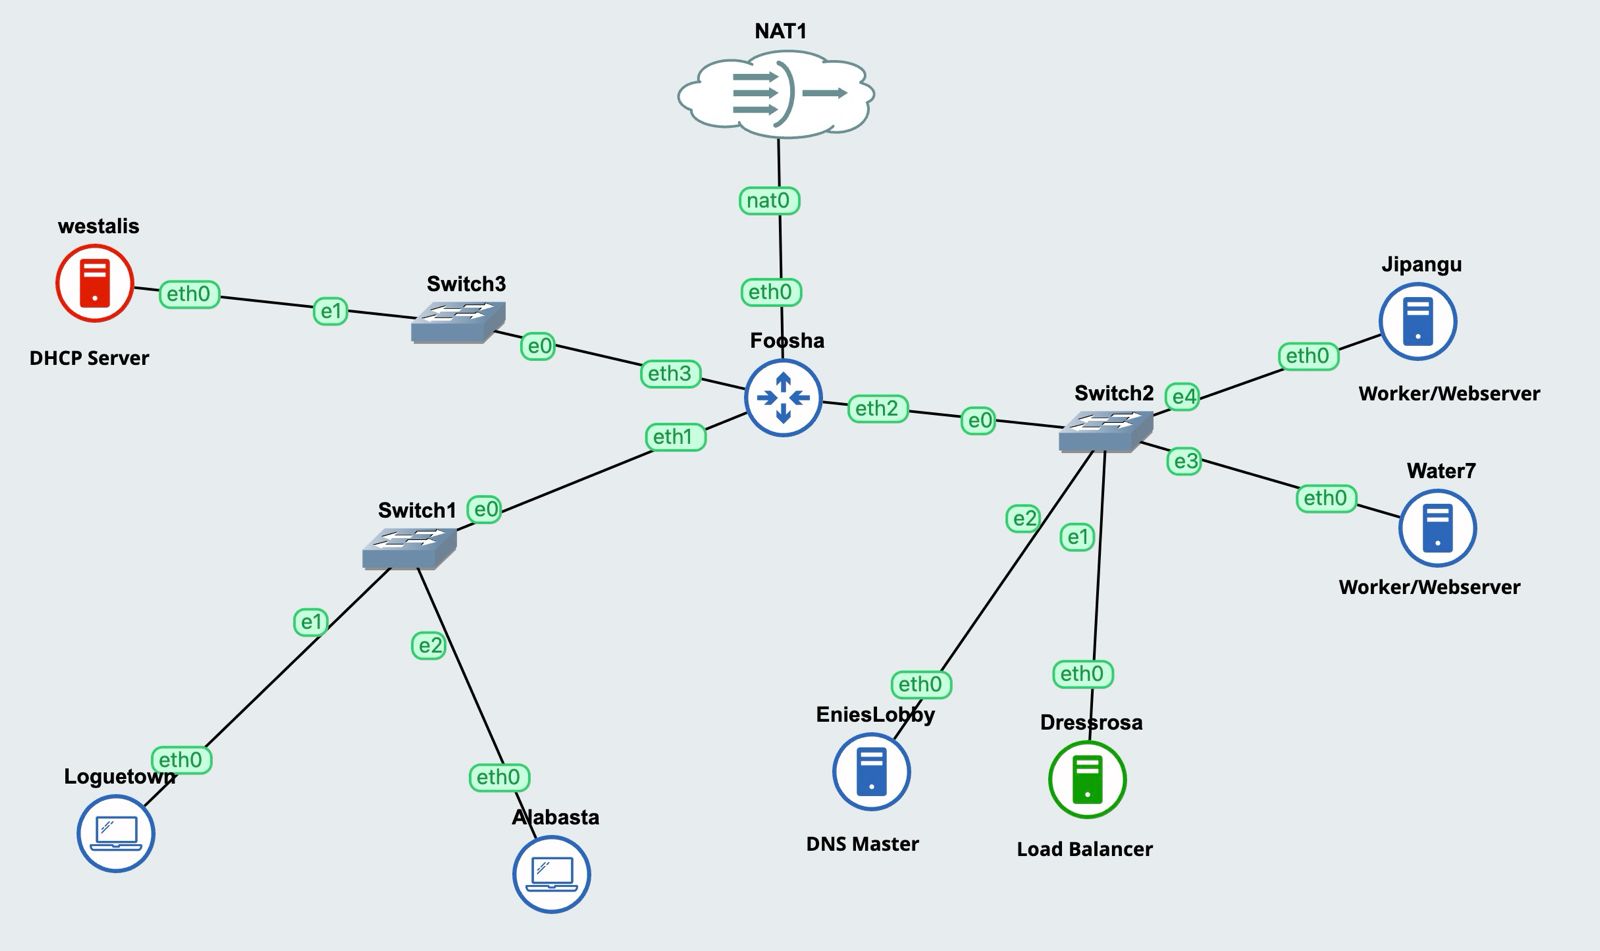 NAT1
nat0
westalis
Jipangu
Switch3
eth0
eth0
e1
Foosha
e0
eth0
DHCP Server
eth3
Switch2
e4
Worker/Webserver
eth2
e0
eth1
e3
Water7
eth0
Switch1
e0
e2
e1
Worker/Webserver
e1
e2
eth0
eth0
EniesLobby
Dressrosa
eth0
Loguetown
eth0
Alabasta
DNS Master
Load Balancer